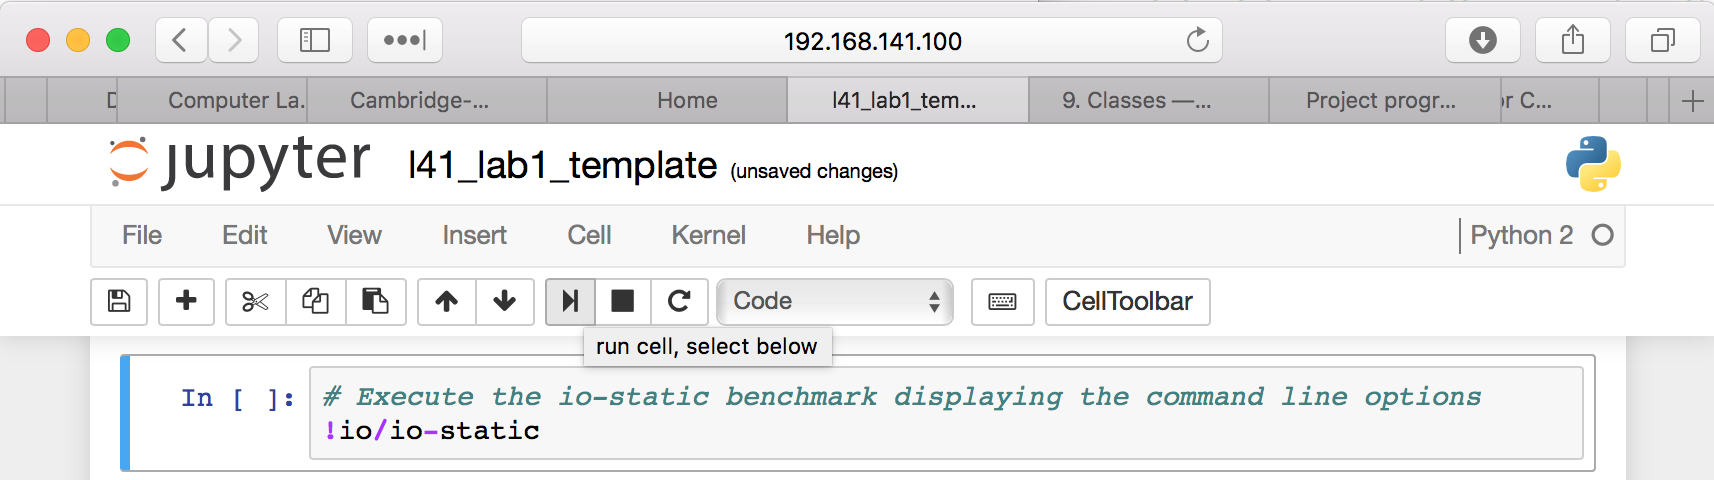 192.168.141.100
Computer La.
Cambridge-...
Home
l41_lab1_tem...
9. Classes —...
Project progr...
or C...
jupyter l41_lab1_template (unsaved changes)
File Edit View Insert Cell Kernel Help Python 2
Code CellToolbar
run cell, select below
In [ ]: # Execute the io-static benchmark displaying the command line options
!io/io-static